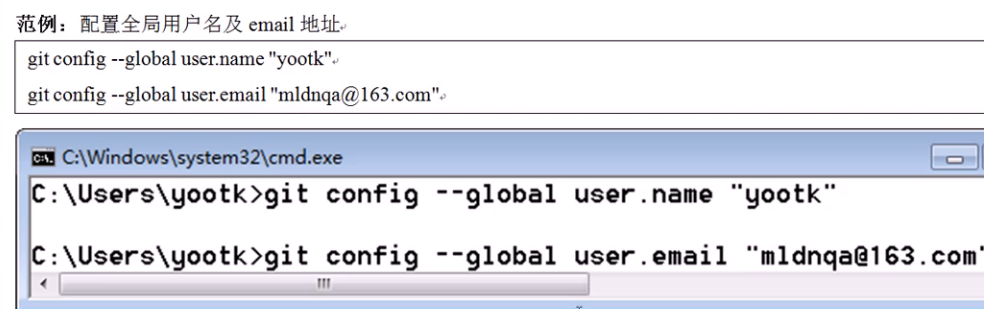 范例：配置全局用户名及 email 地址
git config --global user.name "yootk"
git config --global user.email "mldnqa@163.com"
C:\Windows\system32\cmd.exe
C:\Users\yootk>git config --global user.name "yootk"
C:\Users\yootk>git config --global user.email "mldnqa@163.com"